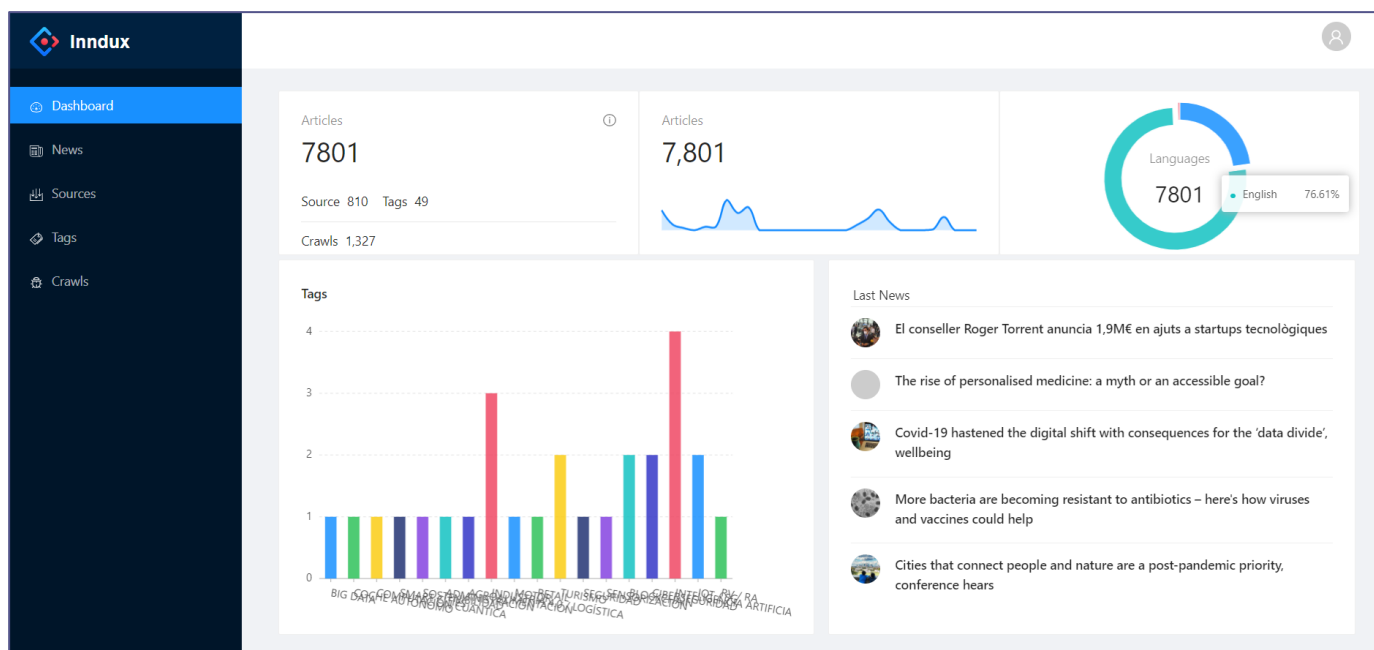 Inndux
Dashboard
News
Sources
Tags
Crawls
Articles
7801
Source 810 Tags 49
Crawls 1,327
Articles
7,801
Languages
7801
English 76.61%
Tags
4
3
2
1
0
BIG DATA
Last News
El conseller Roger Torrent anuncia 1,9M€ en ajuts a startups tecnològiques
The rise of personalised medicine: a myth or an accessible goal?
Covid-19 hastened the digital shift with consequences for the ‘data divide’,
wellbeing
More bacteria are becoming resistant to antibiotics – here's how viruses
and vaccines could help
Cities that connect people and nature are a post-pandemic priority,
conference hears